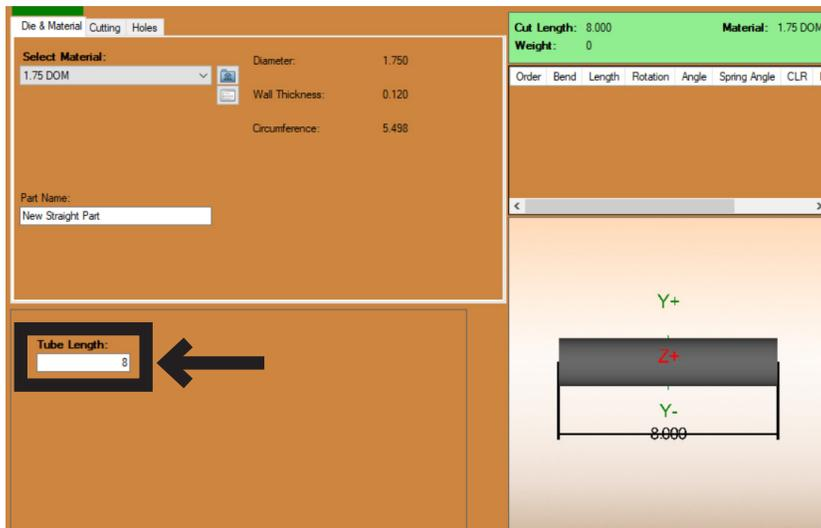 Die & Material Cutting Holes
Select Material:
1.75 DOM
Diameter: 1.750
Wall Thickness: 0.120
Circumference: 5.498
Part Name:
New Straight Part
Tube Length:
8
Cut Length: 8.000 Material: 1.75 DOM
Weight: 0
Order Bend Length Rotation Angle Spring Angle CLR
Y+
Z+
Y-
8.000